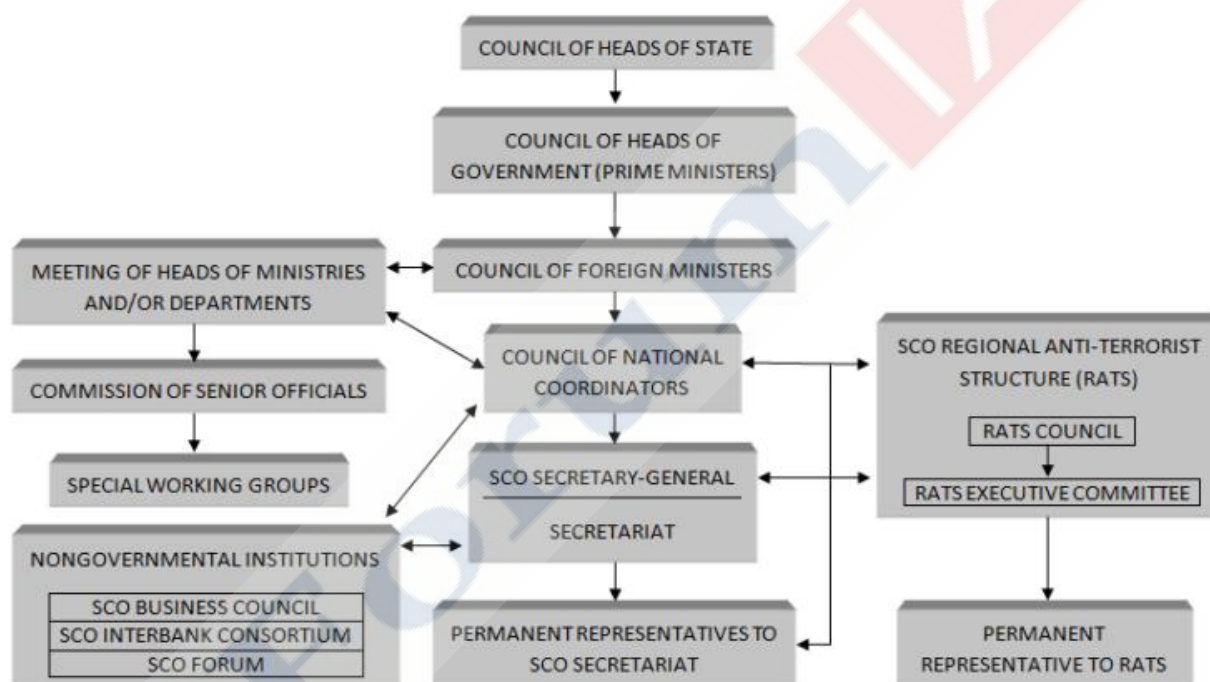 COUNCIL OF HEADS OF STATE
COUNCIL OF HEADS OF
GOVERNMENT (PRIME MINISTERS)
MEETING OF HEADS OF MINISTRIES
AND/OR DEPARTMENTS
COUNCIL OF FOREIGN MINISTERS
COMMISSION OF SENIOR OFFICIALS
COUNCIL OF NATIONAL
COORDINATORS
SCO REGIONAL ANTI-TERRORIST
STRUCTURE (RATS)
RATS COUNCIL
RATS EXECUTIVE COMMITTEE
SPECIAL WORKING GROUPS
SCO SECRETARY-GENERAL
SECRETARIAT
NONGOVERNMENTAL INSTITUTIONS
SCO BUSINESS COUNCIL
SCO INTERBANK CONSORTIUM
SCO FORUM
PERMANENT REPRESENTATIVES TO
SCO SECRETARIAT
PERMANENT
REPRESENTATIVE TO RATS
Forum